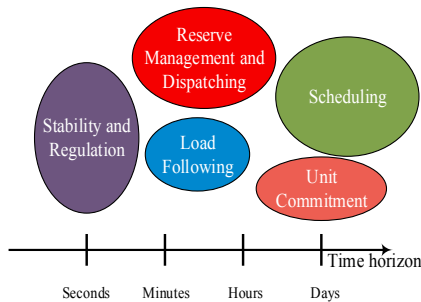 Reserve
Management and
Dispatching
Scheduling
Stability and
Regulation
Load
Following
Unit
Commitment
Time horizon
Seconds
Minutes
Hours
Days